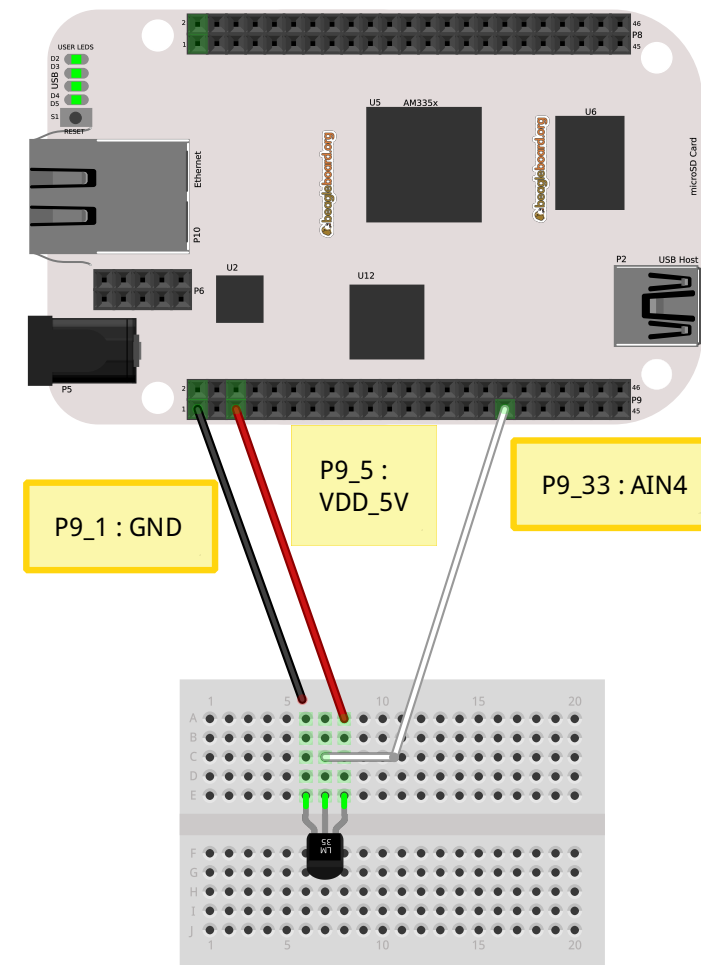 2
46
1
45
P8
USER LEDS
D2
D3
USB
D4
D5
S1
RESET
U5 AM335x
U6
beagleboard.org
beagleboard.org
microSD Card
Ethernet
P10
P6
U2
U12
P2 USB Host
P5
2
46
1
45
P9
P9_1 : GND
P9_5 :
VDD_5V
P9_33 : AIN4
1 5 10 15 20
A
B
C
D
E
LM
35
F
G
H
I
J
1 5 10 15 20